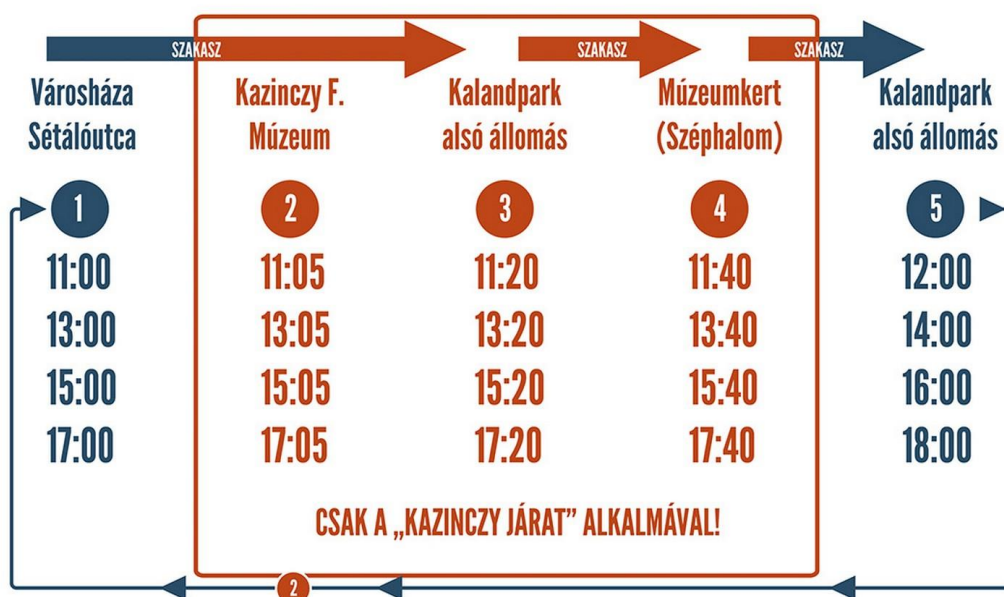 SZAKASZ SZAKASZ SZAKASZ
Városháza
Sétálóutca
Kazinczy F.
Múzeum
Kalandpark
alsó állomás
Múzeumkert
(Széphalom)
Kalandpark
alsó állomás
1 2 3 4 5
11:00 11:05 11:20 11:40 12:00
13:00 13:05 13:20 13:40 14:00
15:00 15:05 15:20 15:40 16:00
17:00 17:05 17:20 17:40 18:00
CSAK A „KAZINCZY JÁRAT” ALKALMÁVAL!
2